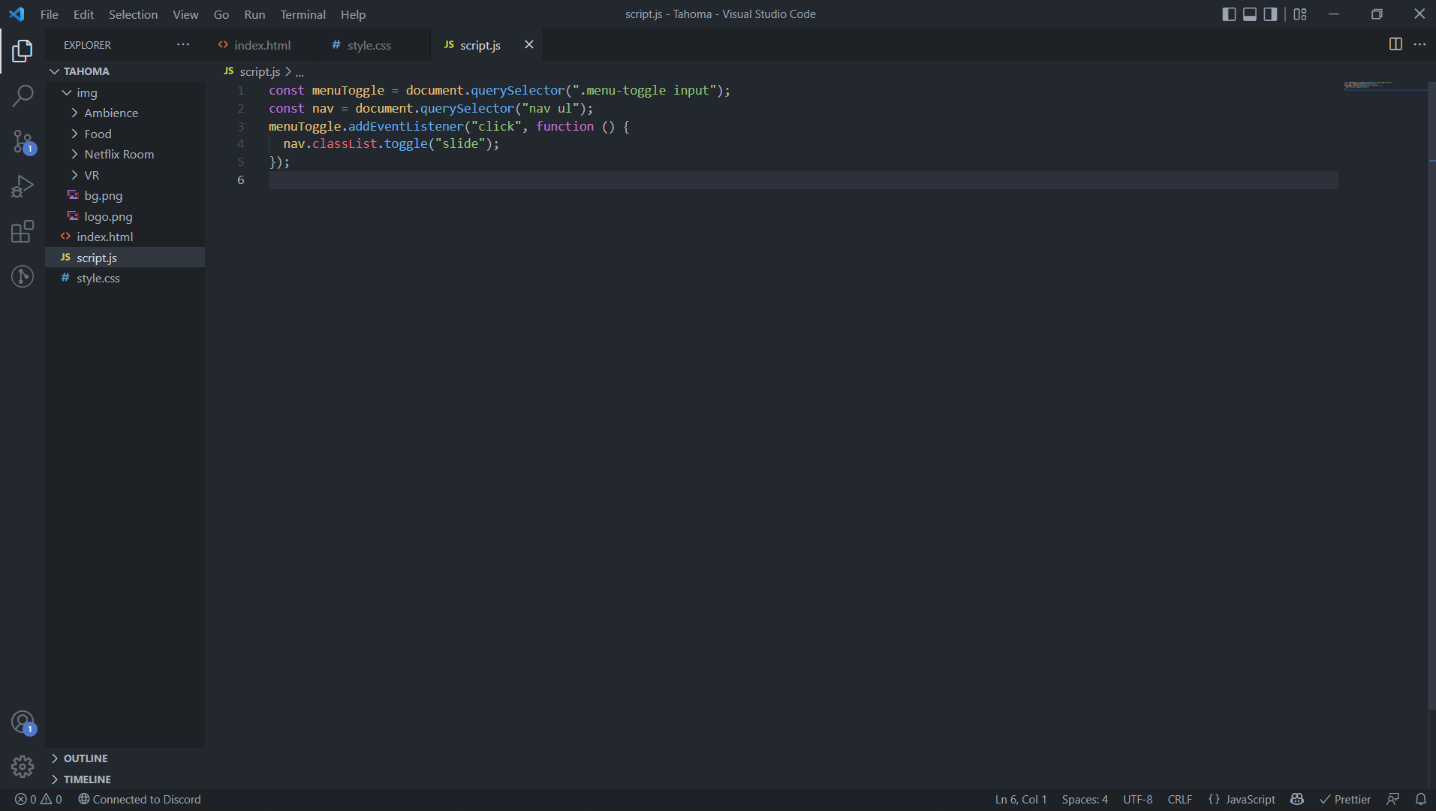 File Edit Selection View Go Run Terminal Help script.js - Tahoma - Visual Studio Code
EXPLORER ... index.html style.css JS script.js
TAHOMA JS script.js > ...
img
Ambience
Food
Netflix Room
VR
bg.png
logo.png
index.html
JS script.js
# style.css
1 const menuToggle = document.querySelector(".menu-toggle input");
2 const nav = document.querySelector("nav ul");
3 menuToggle.addEventListener("click", function () {
4 nav.classList.toggle("slide");
5 });
6
1
1
OUTLINE
TIMELINE
0 0 Connected to Discord Ln 6, Col 1 Spaces: 4 UTF-8 CRLF {} JavaScript Prettier